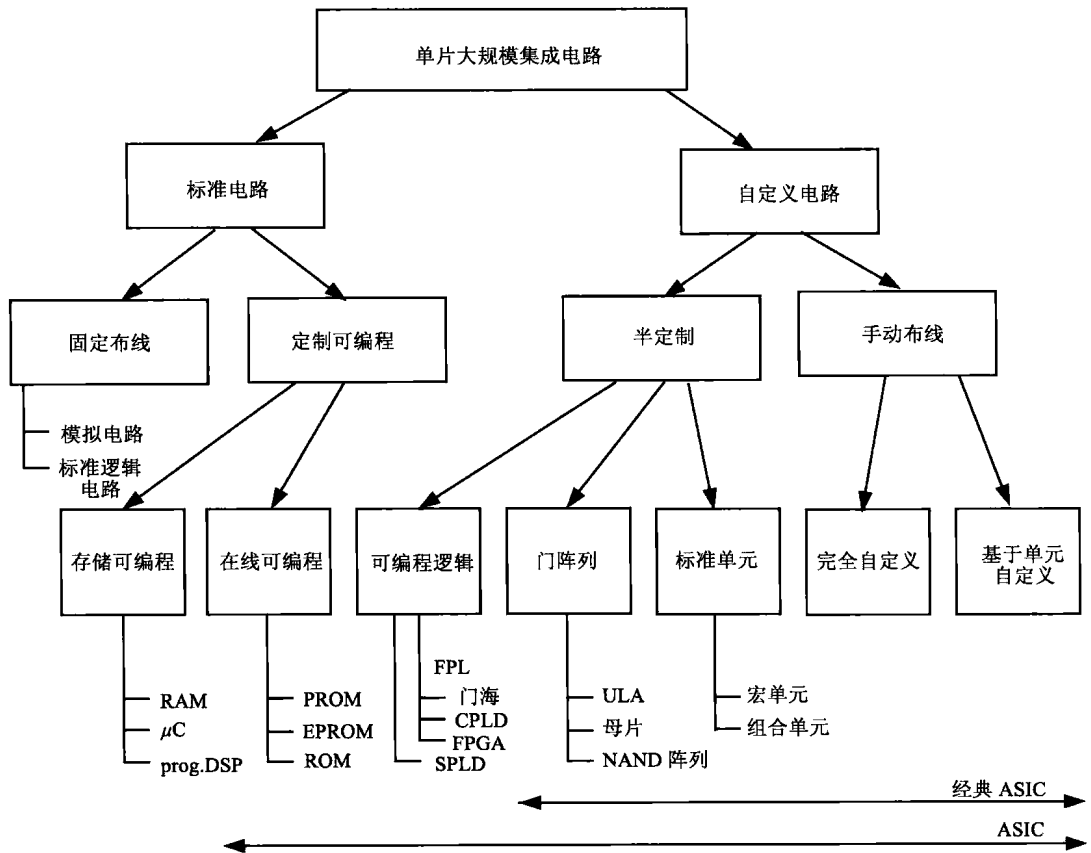 单片大规模集成电路
标准电路
自定义电路
固定布线
定制可编程
半定制
手动布线
模拟电路
标准逻辑
电路
存储可编程
在线可编程
可编程逻辑
门阵列
标准单元
完全自定义
基于单元
自定义
RAM
μC
prog.DSP
PROM
EPROM
ROM
FPL
门海
CPLD
FPGA
SPLD
ULA
母片
NAND 阵列
宏单元
组合单元
经典 ASIC
ASIC